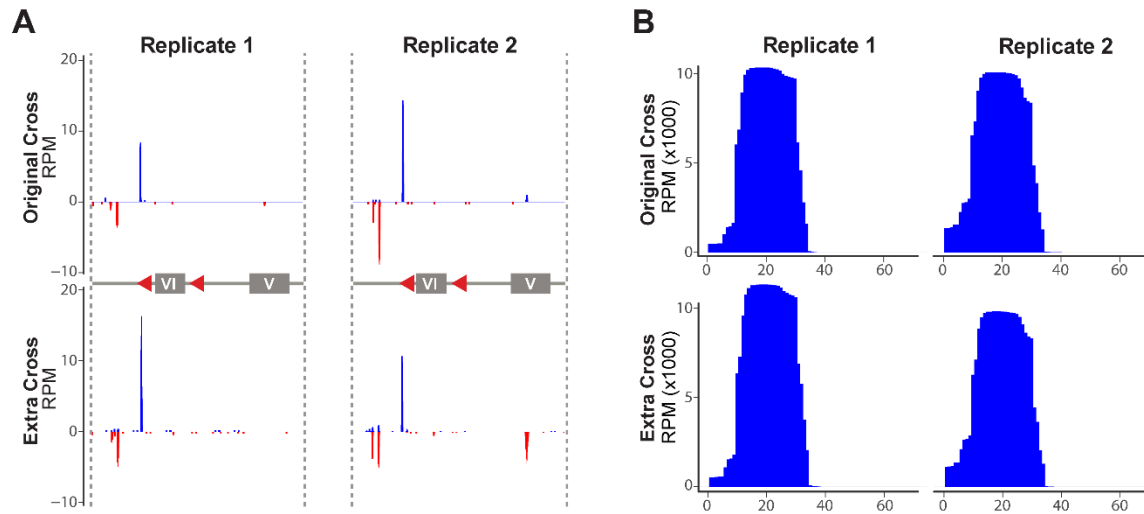 A
Replicate 1
Replicate 2
Original Cross
RPM
20
10
0
−10
VI
V
VI
V
Extra Cross
RPM
20
10
0
−10
B
Replicate 1
Replicate 2
Original Cross
RPM (x1000)
10
5
0
0 20 40 60
0 20 40 60
Extra Cross
RPM (x1000)
10
5
0
0 20 40 60
0 20 40 60